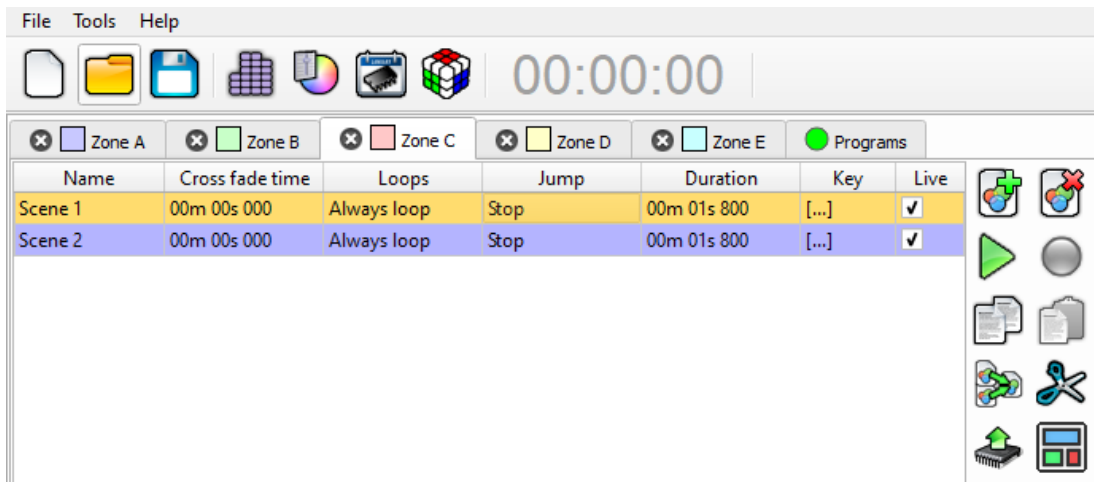 File Tools Help
00:00:00
Zone A Zone B Zone C Zone D Zone E Programs
Name Cross fade time Loops Jump Duration Key Live
Scene 1 00m 00s 000 Always loop Stop 00m 01s 800 [...]
Scene 2 00m 00s 000 Always loop Stop 00m 01s 800 [...]